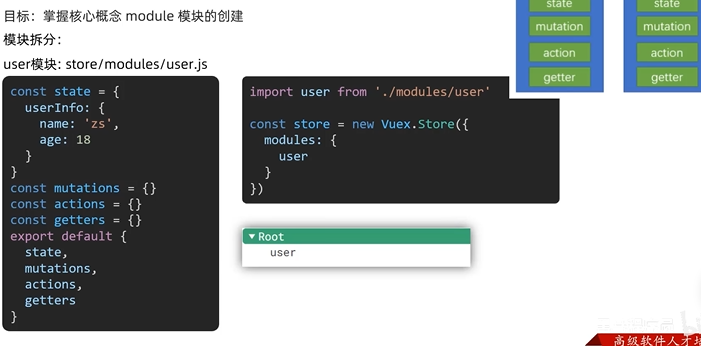 目标：掌握核心概念 module 模块的创建
模块拆分：
user模块: store/modules/user.js
const state = {
  userInfo: {
    name: 'zs',
    age: 18
  }
}
const mutations = {}
const actions = {}
const getters = {}
export default {
  state,
  mutations,
  actions,
  getters
}
import user from './modules/user'
const store = new Vuex.Store({
  modules: {
    user
  }
})
Root
user
state
mutation
action
getter
state
mutation
action
getter
高级软件人才培